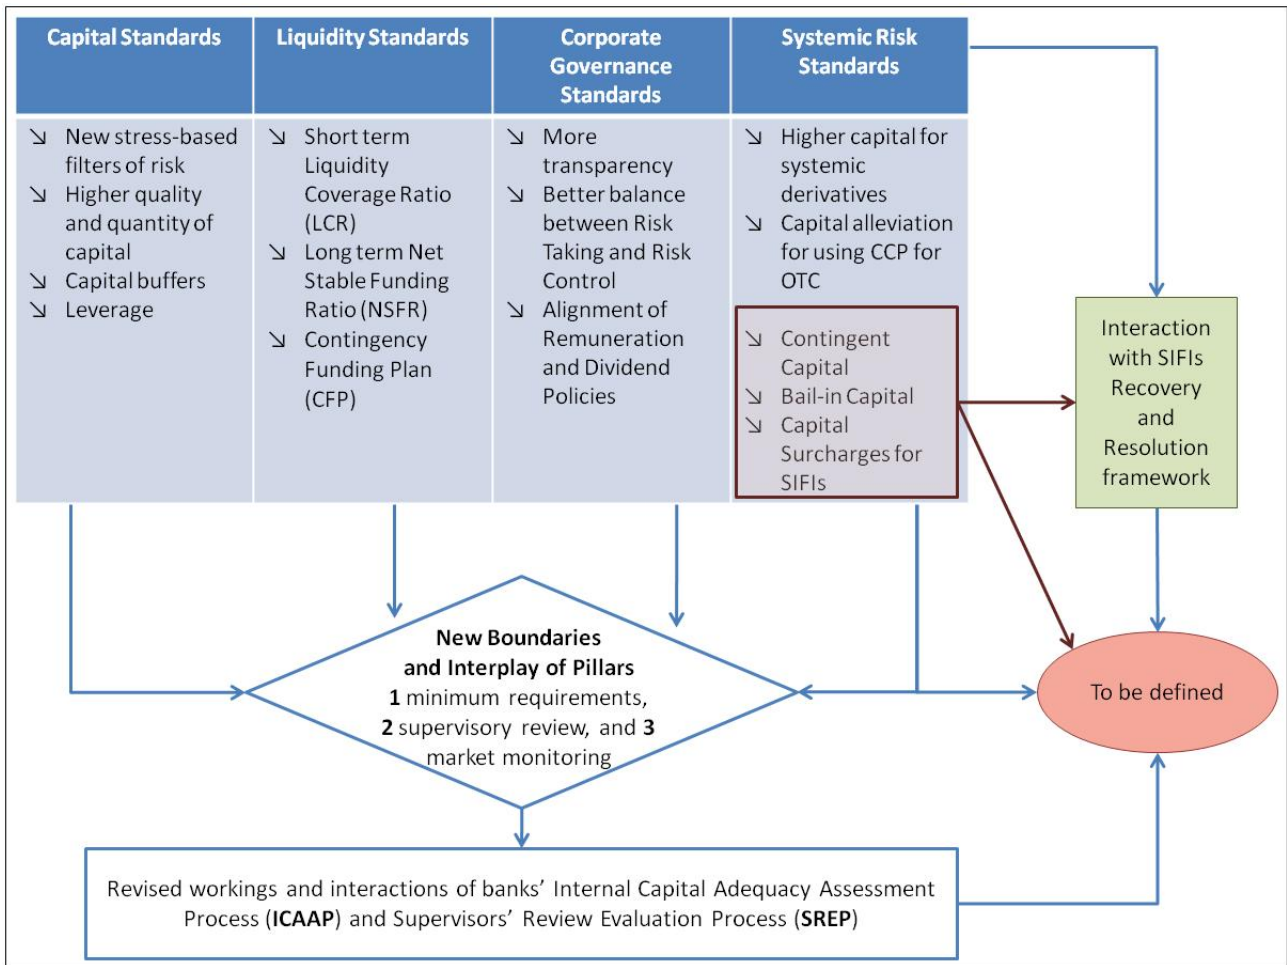 Capital Standards
Liquidity Standards
Corporate
Governance
Standards
Systemic Risk
Standards
↘ New stress-based
filters of risk
↘ Higher quality
and quantity of
capital
↘ Capital buffers
↘ Leverage
↘ Short term
Liquidity
Coverage Ratio
(LCR)
↘ Long term Net
Stable Funding
Ratio (NSFR)
↘ Contingency
Funding Plan
(CFP)
↘ More
transparency
↘ Better balance
between Risk
Taking and Risk
Control
↘ Alignment of
Remuneration
and Dividend
Policies
↘ Higher capital for
systemic
derivatives
↘ Capital alleviation
for using CCP for
OTC
↘ Contingent
Capital
↘ Bail-in Capital
↘ Capital
Surcharges for
SIFIs
Interaction
with SIFIs
Recovery
and
Resolution
framework
New Boundaries
and Interplay of Pillars
1 minimum requirements,
2 supervisory review, and 3
market monitoring
To be defined
Revised workings and interactions of banks' Internal Capital Adequacy Assessment
Process (ICAAP) and Supervisors' Review Evaluation Process (SREP)